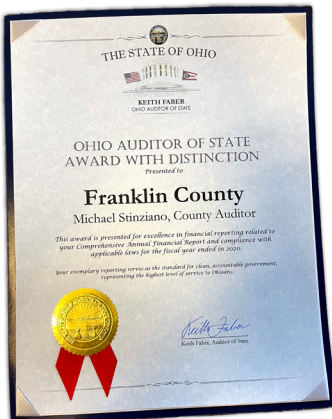 THE STATE OF OHIO
KEITH FABER
OHIO AUDITOR OF STATE
OHIO AUDITOR OF STATE
AWARD WITH DISTINCTION
Presented to
Franklin County
Michael Stinziano, County Auditor
This award is presented for excellence in financial reporting related to
your Comprehensive Annual Financial Report and compliance with
applicable laws for the fiscal year ended in 2020.
Your exemplary reporting serves as the standard for clean, accountable government,
representing the highest level of service to Ohioans.
Keith Faber
Keith Faber, Auditor of State